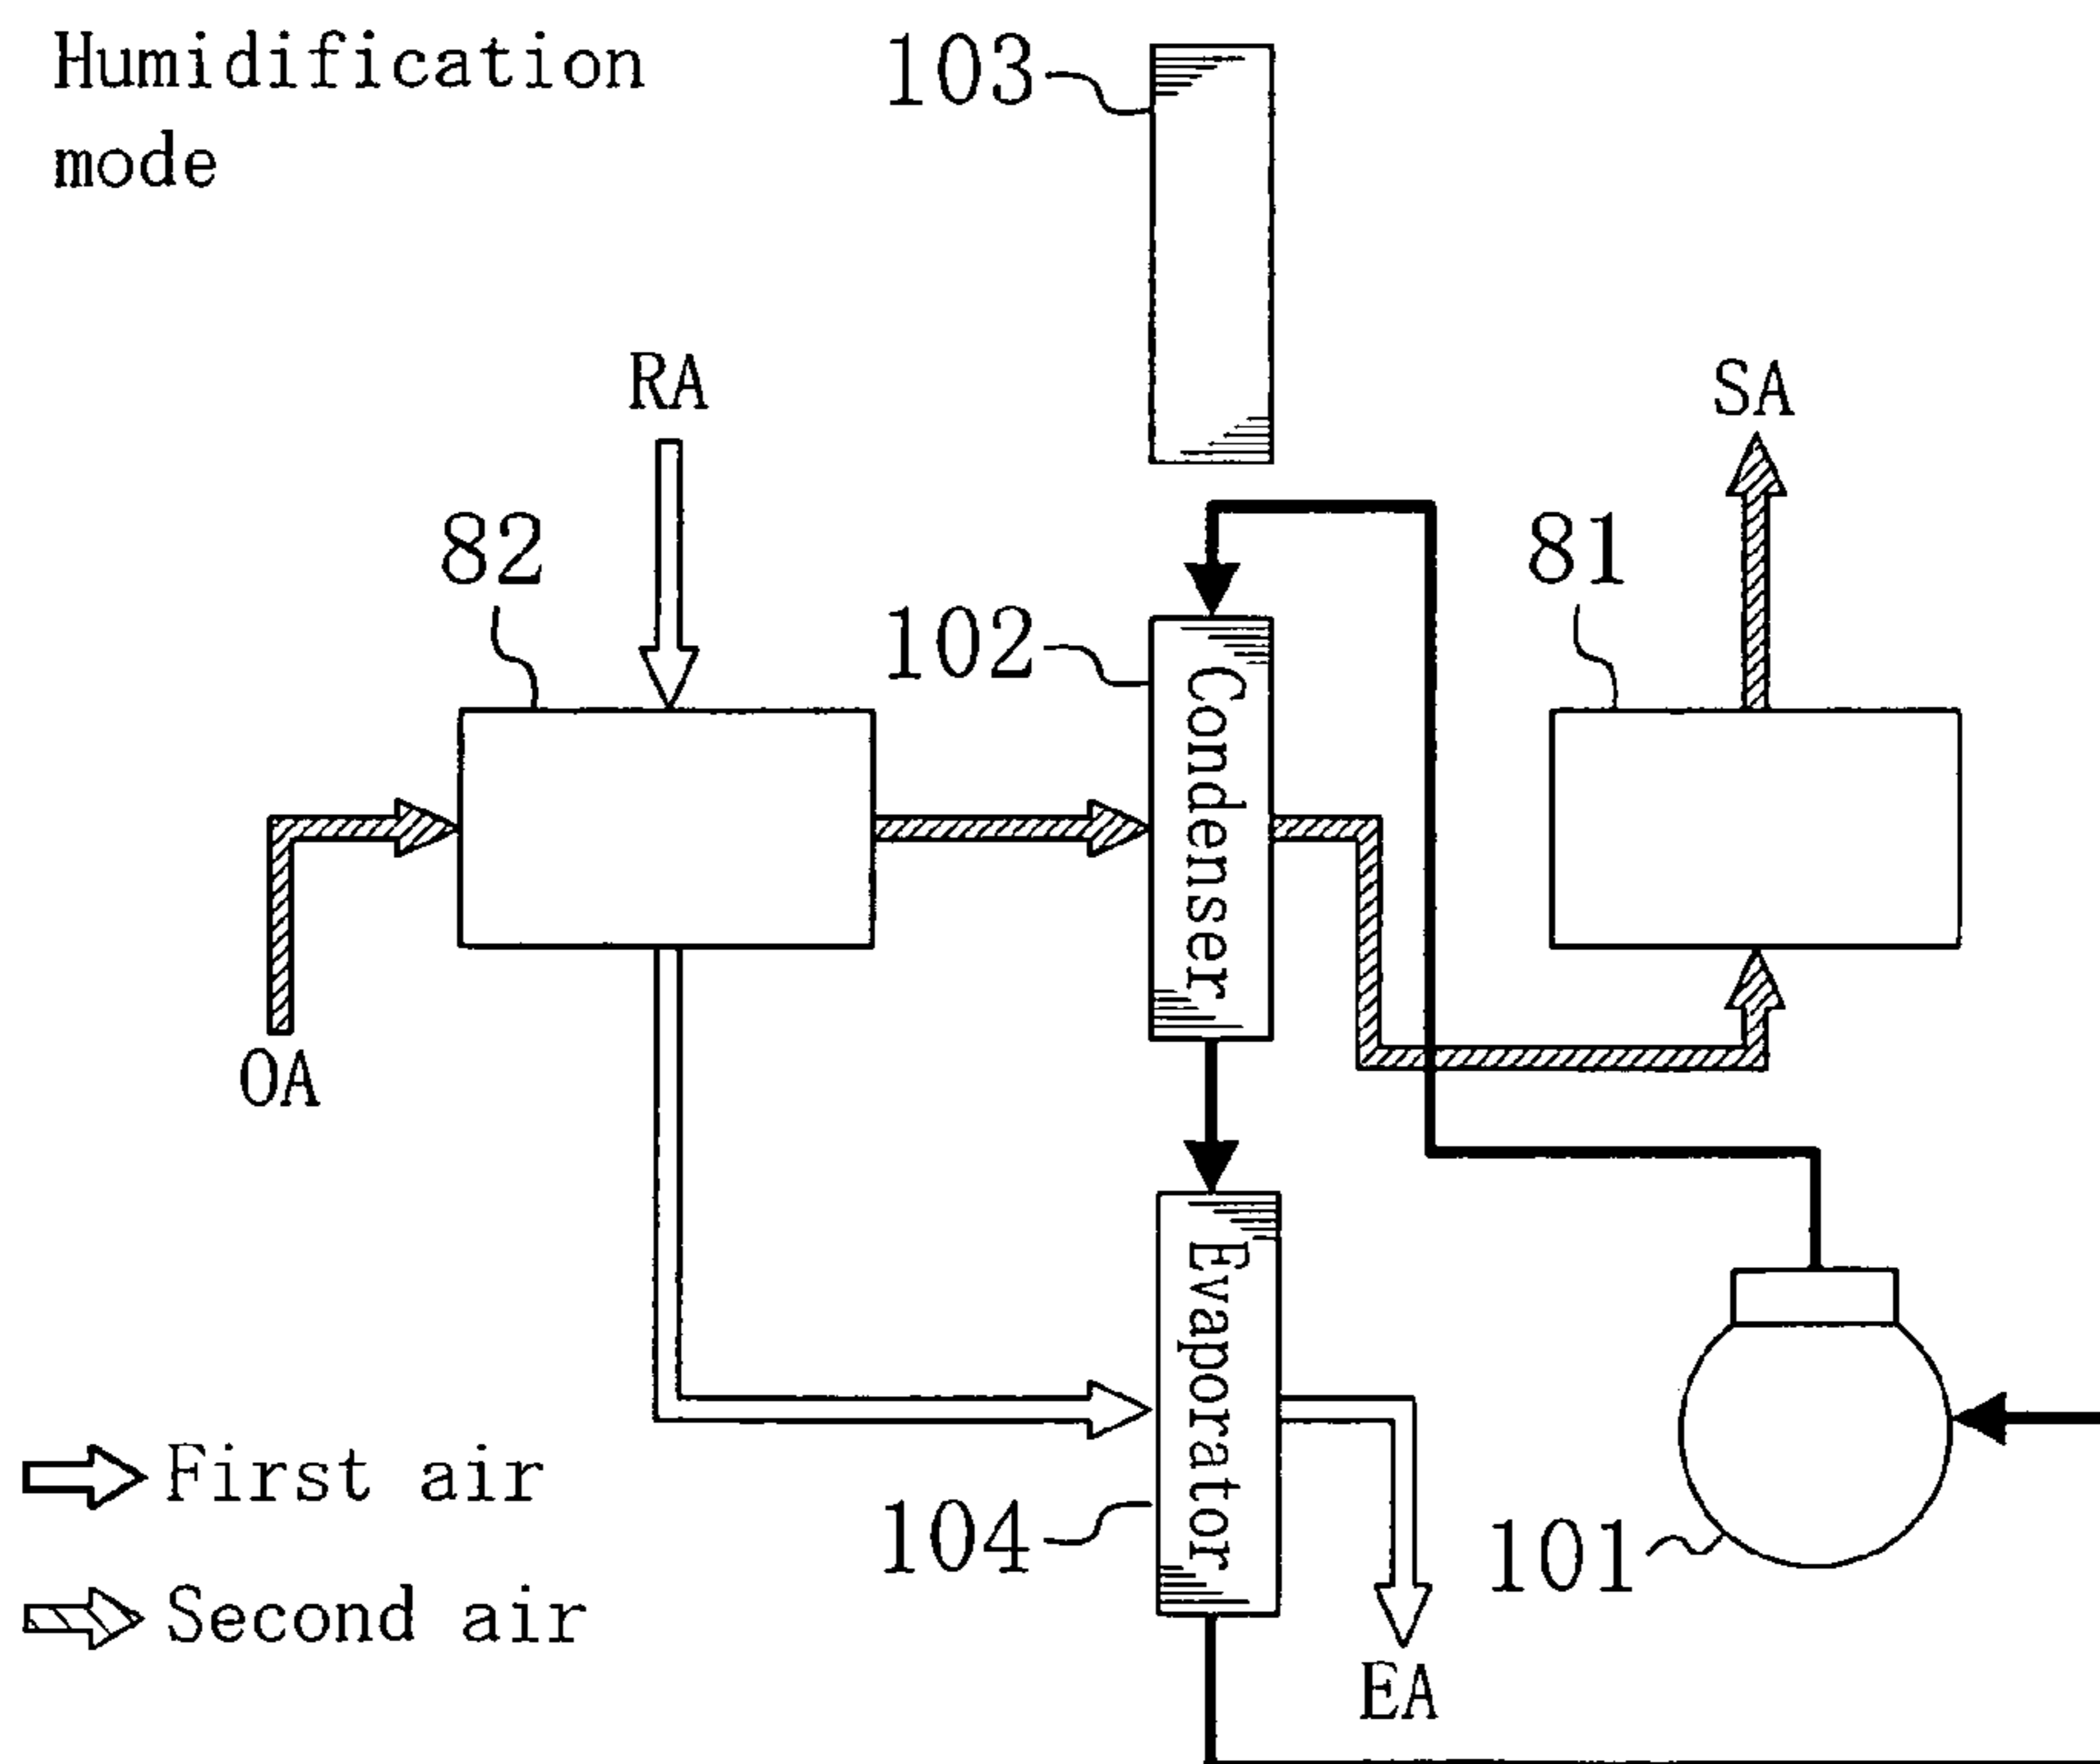 Humidification
mode
103
RA
SA
82
81
102
Condenser
OA
Evaporator
First air
104
101
Second air
EA